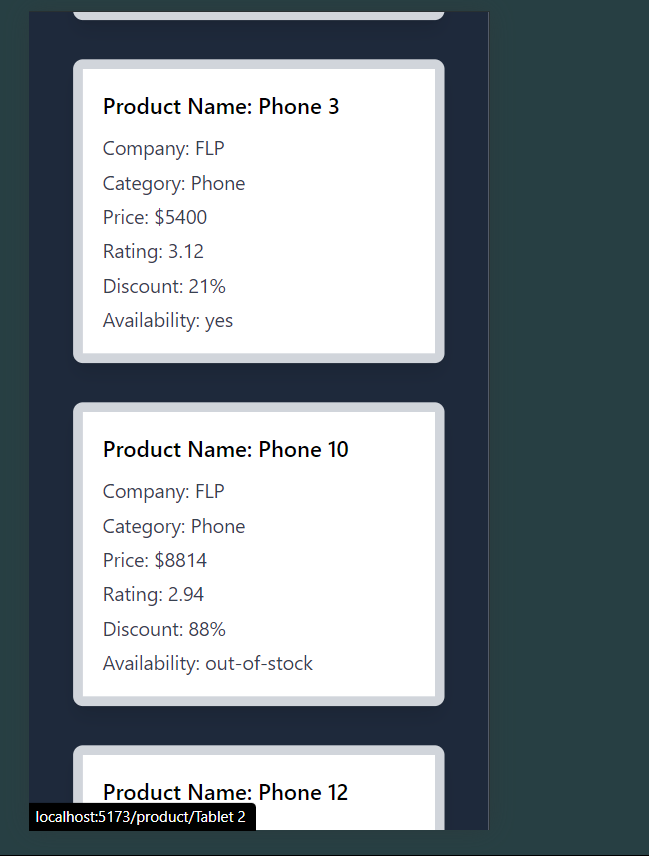 Product Name: Phone 3
Company: FLP
Category: Phone
Price: $5400
Rating: 3.12
Discount: 21%
Availability: yes
Product Name: Phone 10
Company: FLP
Category: Phone
Price: $8814
Rating: 2.94
Discount: 88%
Availability: out-of-stock
Product Name: Phone 12
localhost:5173/product/Tablet 2